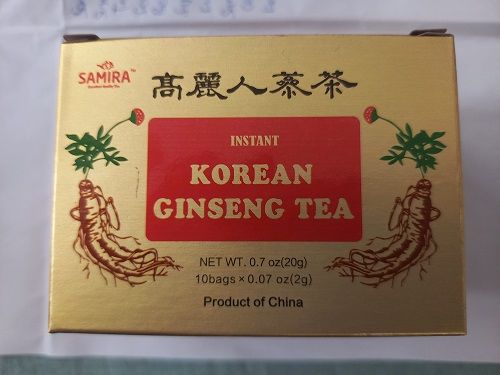 SAMIRA™
高麗人蔘茶
INSTANT
KOREAN
GINSENG TEA
NET WT. 0.7 oz(20g)
10bags × 0.07 oz(2g)
Product of China